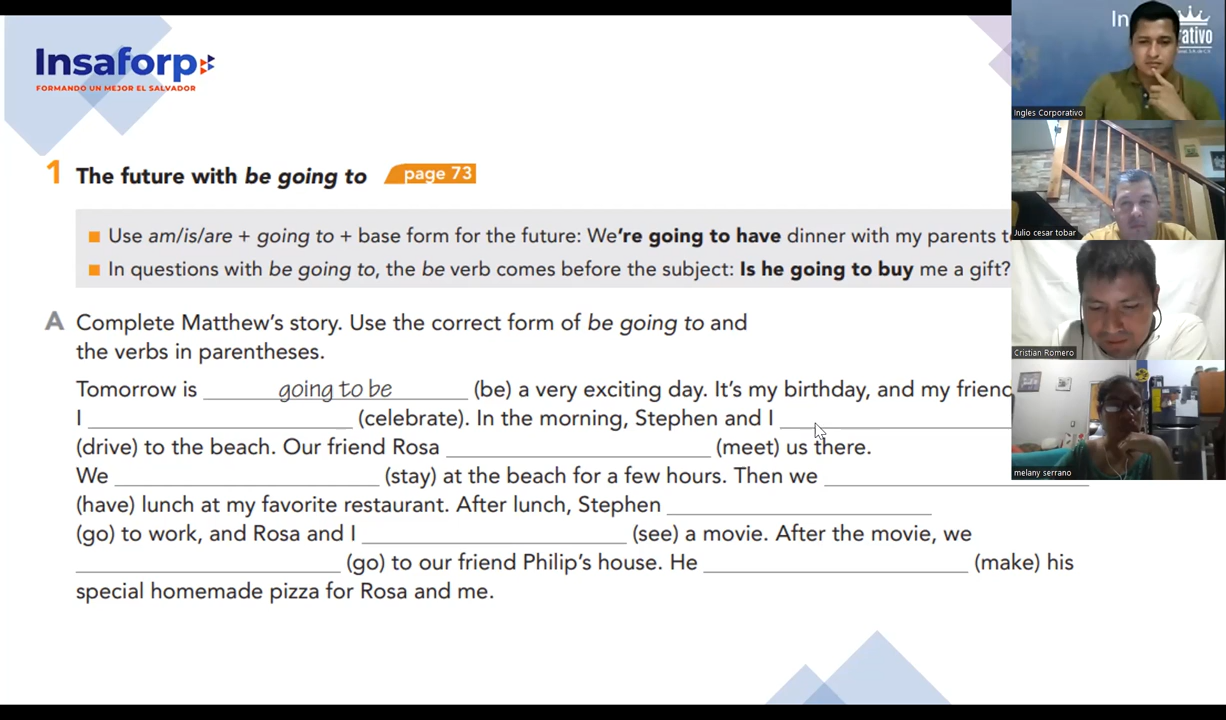 Insaforp
FORMANDO UN MEJOR EL SALVADOR
1 The future with be going to page 73
■ Use am/is/are + going to + base form for the future: We're going to have dinner with my parents
■ In questions with be going to, the be verb comes before the subject: Is he going to buy me a gift?
A Complete Matthew's story. Use the correct form of be going to and
the verbs in parentheses.
Tomorrow is going to be (be) a very exciting day. It's my birthday, and my
I (celebrate). In the morning, Stephen and I
(drive) to the beach. Our friend Rosa (meet) us there.
We (stay) at the beach for a few hours. Then we
(have) lunch at my favorite restaurant. After lunch, Stephen
(go) to work, and Rosa and I (see) a movie. After the movie, we
(go) to our friend Philip's house. He (make) his
special homemade pizza for Rosa and me.
Ingles Corporativo
Julio cesar tobar
Cristian Romero
melany serrano